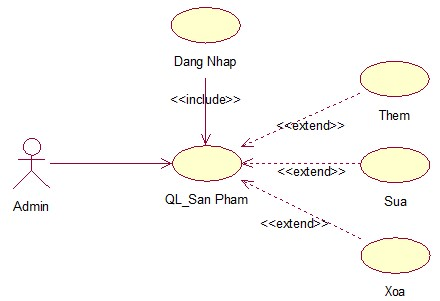 Dang Nhap
<<include>>
Them
<<extend>>
<<extend>>
Admin
QL_San Pham
Sua
<<extend>>
Xoa